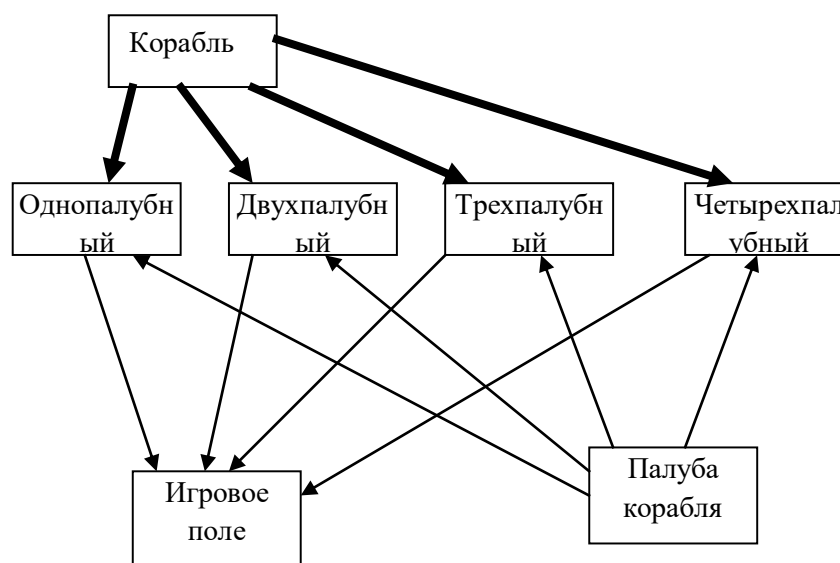 Корабль
Однопалубн
ый
Двухпалубн
ый
Трехпалубн
ый
Четырехпал
убный
Игровое
поле
Палуба
корабля